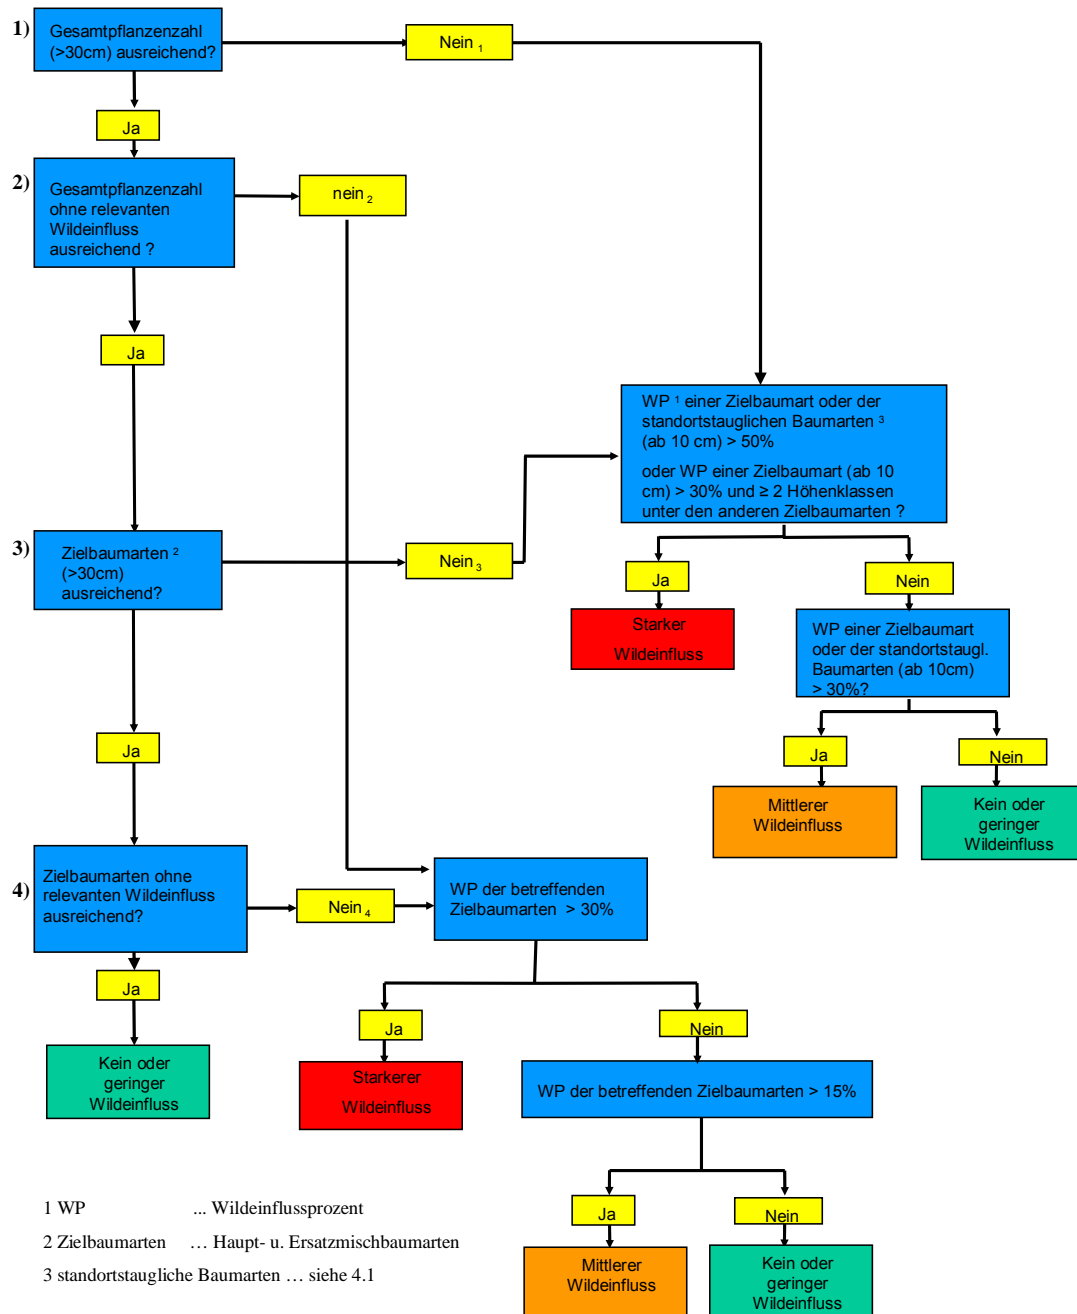 1)
Gesamtpflanzenzahl
(>30cm) ausreichend?
Nein 1
Ja
2)
Gesamtpflanzenzahl
ohne relevanten
Wildeinfluss
ausreichend ?
nein 2
Ja
WP 1 einer Zielbaumart oder der
standortstauglichen Baumarten 3
(ab 10 cm) > 50%
oder WP einer Zielbaumart (ab 10
cm) > 30% und ≥ 2 Höhenklassen
unter den anderen Zielbaumarten ?
3)
Zielbaumarten 2
(>30cm)
ausreichend?
Nein 3
Ja
Nein
Starker
Wildeinfluss
WP einer Zielbaumart
oder der standortstaugl.
Baumarten (ab 10cm)
> 30%?
Ja
Ja
Nein
Mittlerer
Wildeinfluss
Kein oder
geringer
Wildeinfluss
4)
Zielbaumarten ohne
relevanten Wildeinfluss
ausreichend?
Nein 4
WP der betreffenden
Zielbaumarten > 30%
Ja
Ja
Nein
Kein oder
geringer
Wildeinfluss
Starkerer
Wildeinfluss
WP der betreffenden Zielbaumarten > 15%
Ja
Nein
Mittlerer
Wildeinfluss
Kein oder
geringer
Wildeinfluss
1 WP ... Wildeinflussprozent
2 Zielbaumarten … Haupt- u. Ersatzmischbaumarten
3 standortstaugliche Baumarten … siehe 4.1